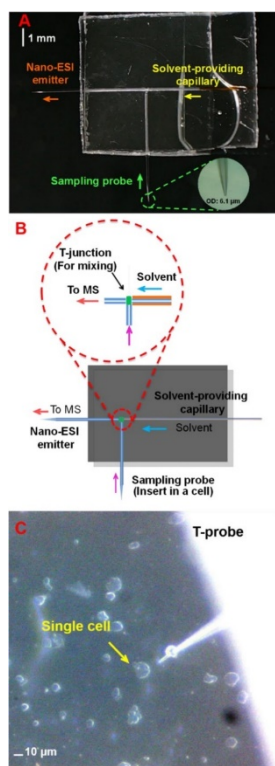 A
1 mm
Nano-ESI
emitter
Solvent-providing
capillary
Sampling probe
OD: 6.1 μm
B
T-junction
(For mixing)
Solvent
To MS
Solvent-providing
capillary
To MS
Solvent
Nano-ESI
emitter
Sampling probe
(Insert in a cell)
C
T-probe
Single cell
10 μm